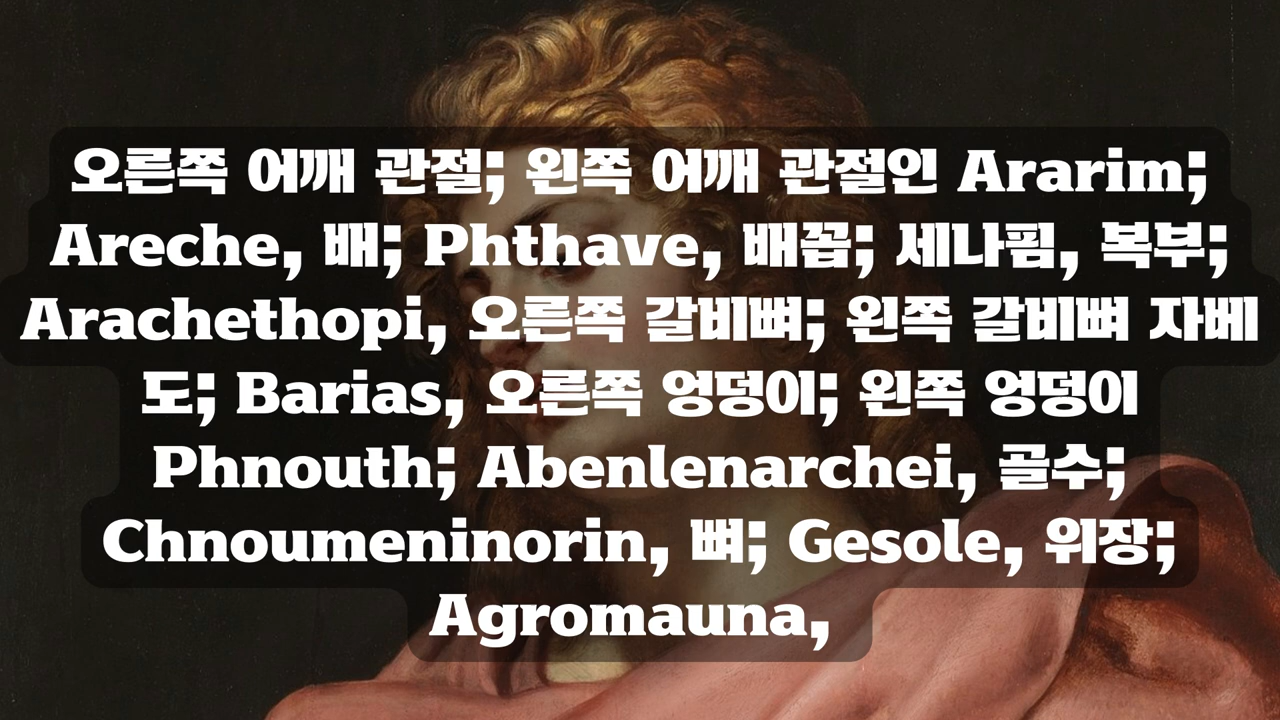 오른쪽 어깨 관절; 왼쪽 어깨 관절인 Ararim;
Areche, 배; Phthave, 배꼽; 세나핌, 복부;
Arachethopi, 오른쪽 갈비뼈; 왼쪽 갈비뼈 자베
도; Barias, 오른쪽 엉덩이; 왼쪽 엉덩이
Phnouth; Abenlenarchei, 골수;
Chnoumeninorin, 뼈; Gesole, 위장;
Agromauna,